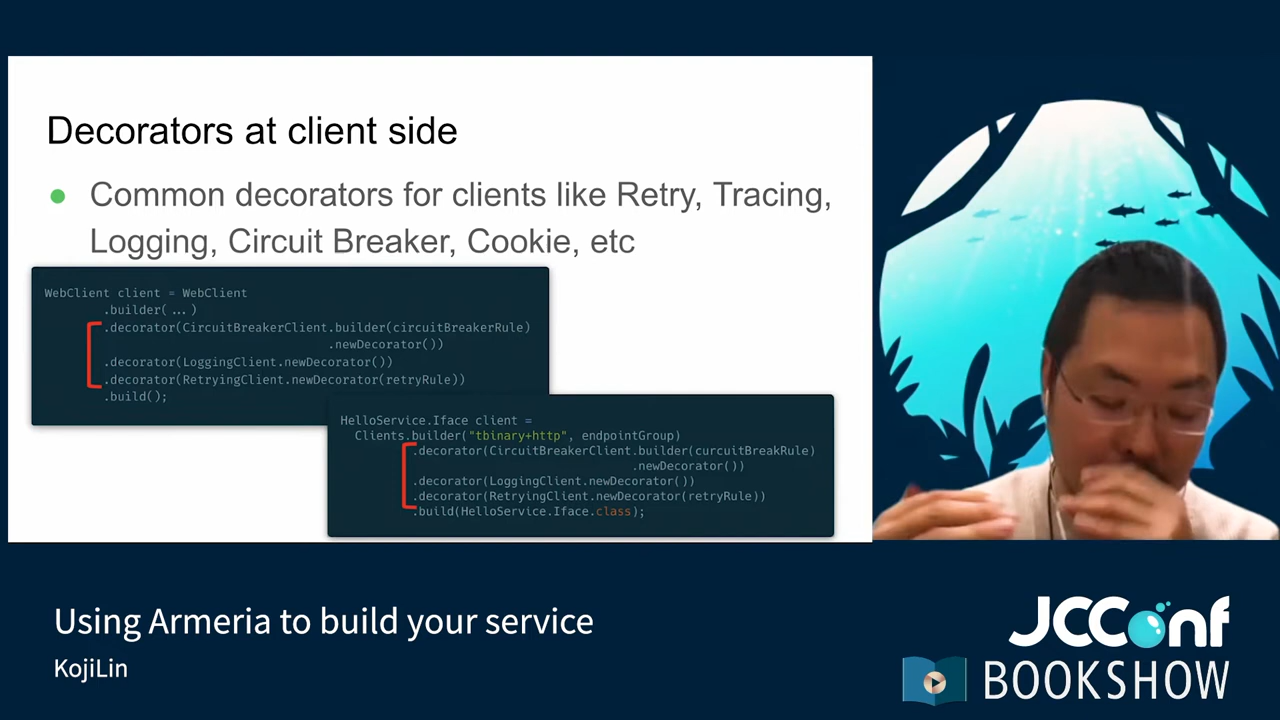 Decorators at client side
● Common decorators for clients like Retry, Tracing,
Logging, Circuit Breaker, Cookie, etc
WebClient client = WebClient
.builder(...)
.decorator(CircuitBreakerClient.builder(circuitBreakerRule)
.newDecorator())
.decorator(LoggingClient.newDecorator())
.decorator(RetryingClient.newDecorator(retryRule))
.build();
HelloService.Iface client =
Clients.builder("tbinary+http", endpointGroup)
.decorator(CircuitBreakerClient.builder(curcuitBreakRule)
.newDecorator())
.decorator(LoggingClient.newDecorator())
.decorator(RetryingClient.newDecorator(retryRule))
.build(HelloService.Iface.class);
Using Armeria to build your service
KojiLin
JCConf
BOOKSHOW